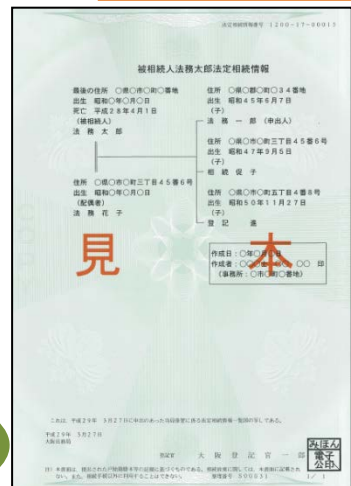 法定相続情報番号 1200-17-00013
被相続人法務太郎法定相続情報
最後の住所 ○県○市○町○番地
出生 昭和○年○月○日
死亡 平成28年4月1日
(被相続人)
法務太郎
住所 ○県○郡○町○34番地
出生 昭和45年6月7日
(子)
法務一郎 (申出人)
住所 ○県○市○町三丁目45番6号
出生 昭和47年9月5日
(子)
相続促子
住所 ○県○市○町三丁目45番6号
出生 昭和○年○月○日
(配偶者)
法務花子
住所 ○県○市○町五丁目4番8号
出生 昭和50年11月27日
(子)
登記 進
見本
作成日:○年○月○日
作成者: 印
(事務所:○市○町○番地)
これは、平成29年 5月27日に申出のあった当局保管に係る法定相続情報一覧図の写しである。
平成29年 5月27日
大阪法務局
登記官 大阪登記官一郎
みほん
電子
公印
注)本書面は、提出された戸除籍謄本等の記載に基づくものである。相続放棄に関しては、本書面に記載され
ない。また、相続手続以外に利用することはできない。 整理番号 S00031 1/1